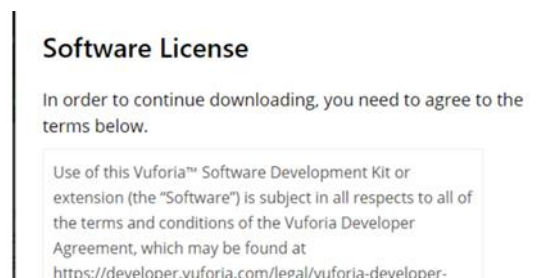 Software License
In order to continue downloading, you need to agree to the
terms below.
Use of this Vuforia™ Software Development Kit or
extension (the “Software”) is subject in all respects to all of
the terms and conditions of the Vuforia Developer
Agreement, which may be found at
https://developer.vuforia.com/legal/vuforia-developer-